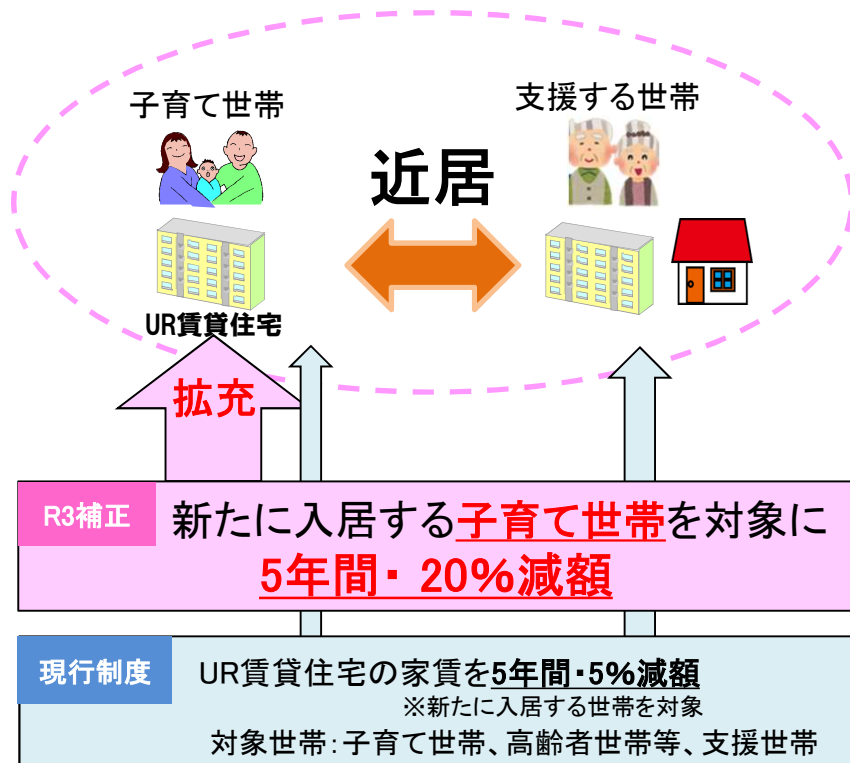 子育て世帯
支援する世帯
近居
UR賃貸住宅
拡充
R3補正
新たに入居する子育て世帯を対象に
5年間・20%減額
現行制度
UR賃貸住宅の家賃を5年間・5%減額
※新たに入居する世帯を対象
対象世帯:子育て世帯、高齢者世帯等、支援世帯